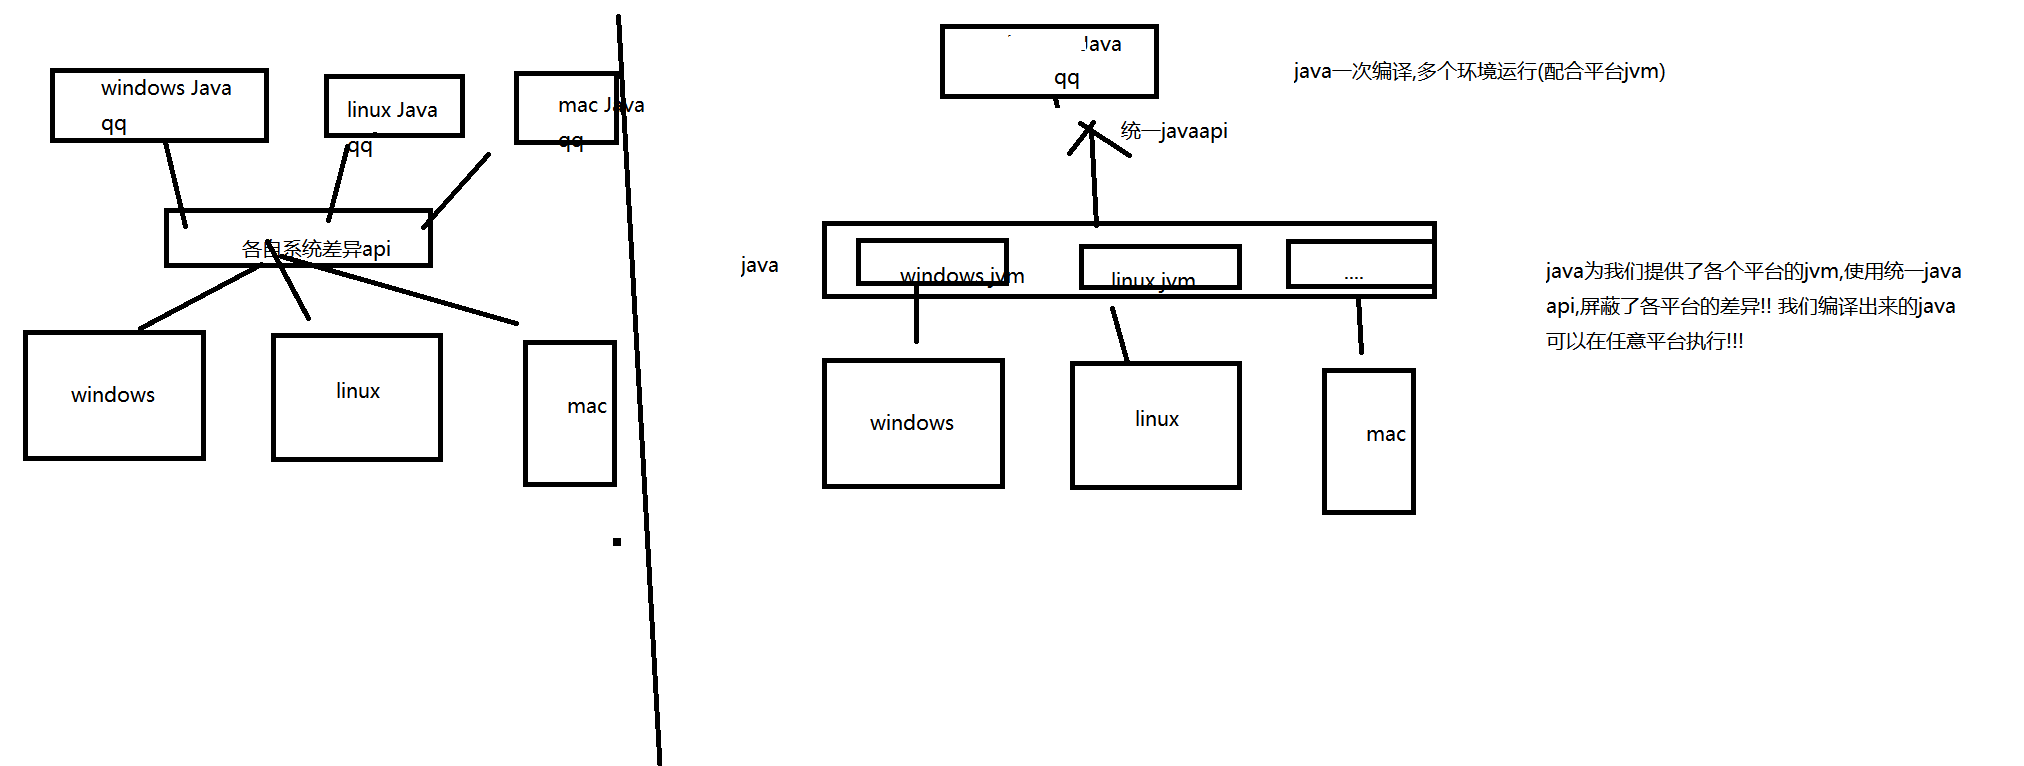 windows Java
qq
linux Java
qq
mac Java
qq
各自系统差异api
windows
linux
mac
Java
qq
java一次编译,多个环境运行(配合平台jvm)
统一javaapi
java
windows jvm
linux jvm
....
java为我们提供了各个平台的jvm,使用统一java
api,屏蔽了各平台的差异!! 我们编译出来的java
可以在任意平台执行!!!
windows
linux
mac